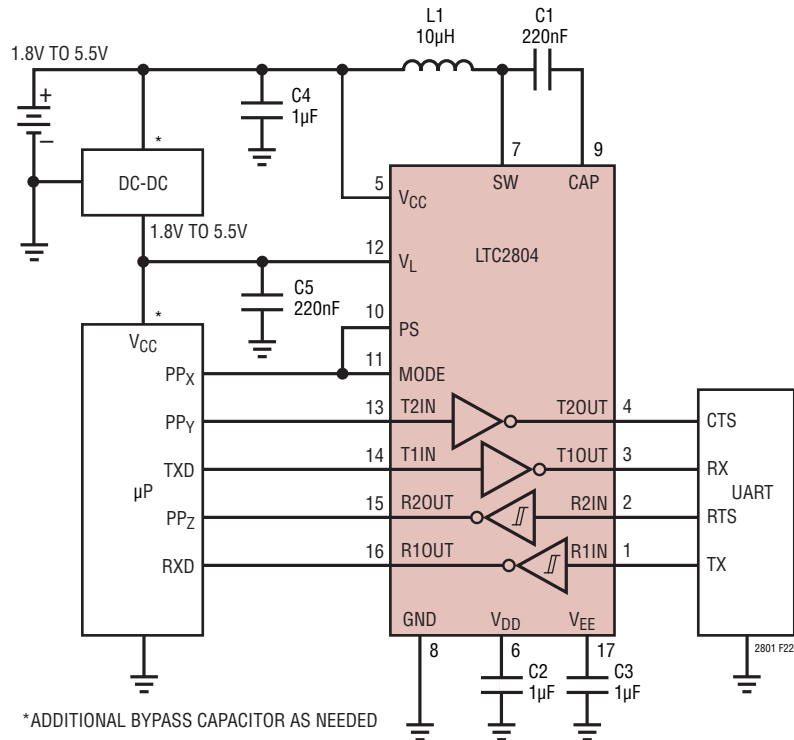 L1
10µH
C1
220nF
1.8V TO 5.5V
+
–
C4
1µF
*
DC-DC
7
9
SW
CAP
5
VCC
LTC2804
1.8V TO 5.5V
12
VL
C5
220nF
*
VCC
10
PS
PPX
11
MODE
PPY
13
T2IN
T2OUT
4
CTS
TXD
14
T1IN
T1OUT
3
RX
µP
UART
PPZ
15
R2OUT
R2IN
2
RTS
RXD
16
R1OUT
R1IN
1
TX
GND
VDD
VEE
8
6
17
C2
1µF
C3
1µF
2801 F22
*ADDITIONAL BYPASS CAPACITOR AS NEEDED